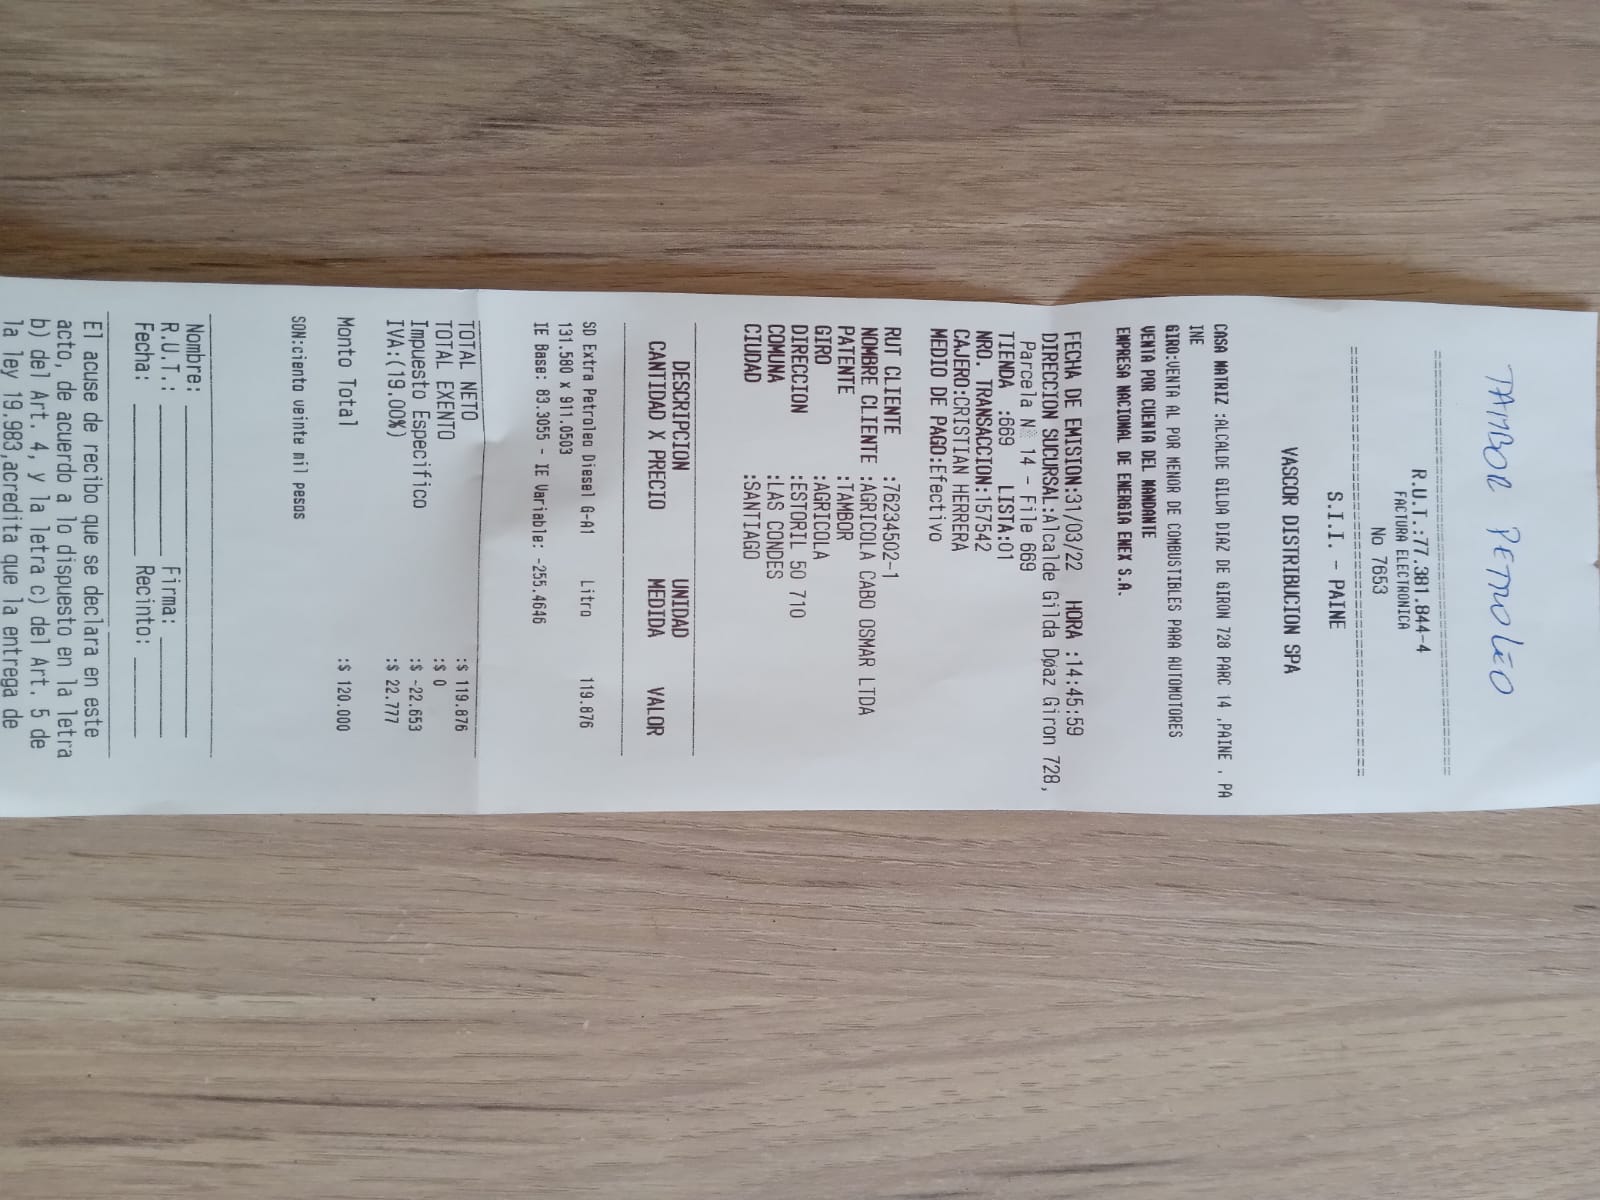 TAMBOR PETROLEO
R.U.T.:77.381.844-4
FACTURA ELECTRONICA
No 7653
S.I.I. - PAINE
VASCOR DISTRIBUCION SPA
CASA MATRIZ :ALCALDE GILDA DIAZ DE GIRON 728 PARC 14 ,PAINE , PA
INE
GIRO:VENTA AL POR MENOR DE COMBUSTIBLES PARA AUTOMOTORES
VENTA POR CUENTA DEL MANDANTE
EMPRESA NACIONAL DE ENERGIA ENEX S.A.
FECHA DE EMISION:31/03/22 HORA :14:45:59
DIRECCION SUCURSAL:Alcalde Gilda Døaz Giron 728,
Parcela N 14 - File 669
TIENDA :669 LISTA:01
NRO. TRANSACCION:157542
CAJERO:CRISTIAN HERRERA
MEDIO DE PAGO:Efectivo
RUT CLIENTE :76234502-1
NOMBRE CLIENTE :AGRICOLA CABO OSMAR LTDA
PATENTE :TAMBOR
GIRO :AGRICOLA
DIRECCION :ESTORIL 50 710
COMUNA :LAS CONDES
CIUDAD :SANTIAGO
DESCRIPCION UNIDAD
CANTIDAD X PRECIO MEDIDA VALOR
SD Extra Petroleo Diesel G-A1 Litro 119.876
131.580 x 911.0503
IE Base: 83.3055 - IE Variable: -255.4646
TOTAL NETO :$ 119.876
TOTAL EXENTO :$ 0
Impuesto Especifico :$ -22.653
IVA:(19.00%) :$ 22.777
Monto Total :$ 120.000
SON:ciento veinte mil pesos
Nombre:
R.U.T.: Firma:
Fecha: Recinto:
El acuse de recibo que se declara en este
acto, de acuerdo a lo dispuesto en la letra
b) del Art. 4, y la letra c) del Art. 5 de
la ley 19.983,acredita que la entrega de